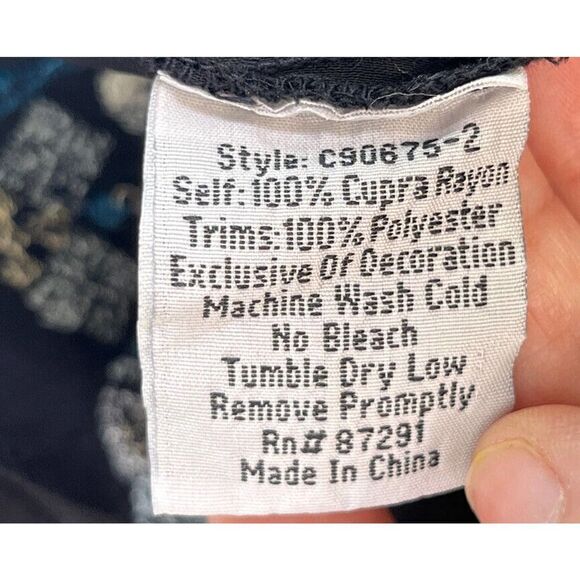 Style: C90675-2
Self:100% Cupra Rayon
Trims:100% Polyester
Exclusive Of Decoration
Machine Wash Cold
No Bleach
Tumble Dry Low
Remove Promptly
Rn# 87291
Made In China